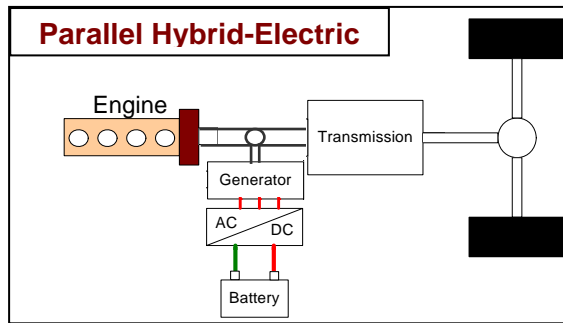 Parallel Hybrid-Electric
Engine
Transmission
Generator
AC
DC
Battery